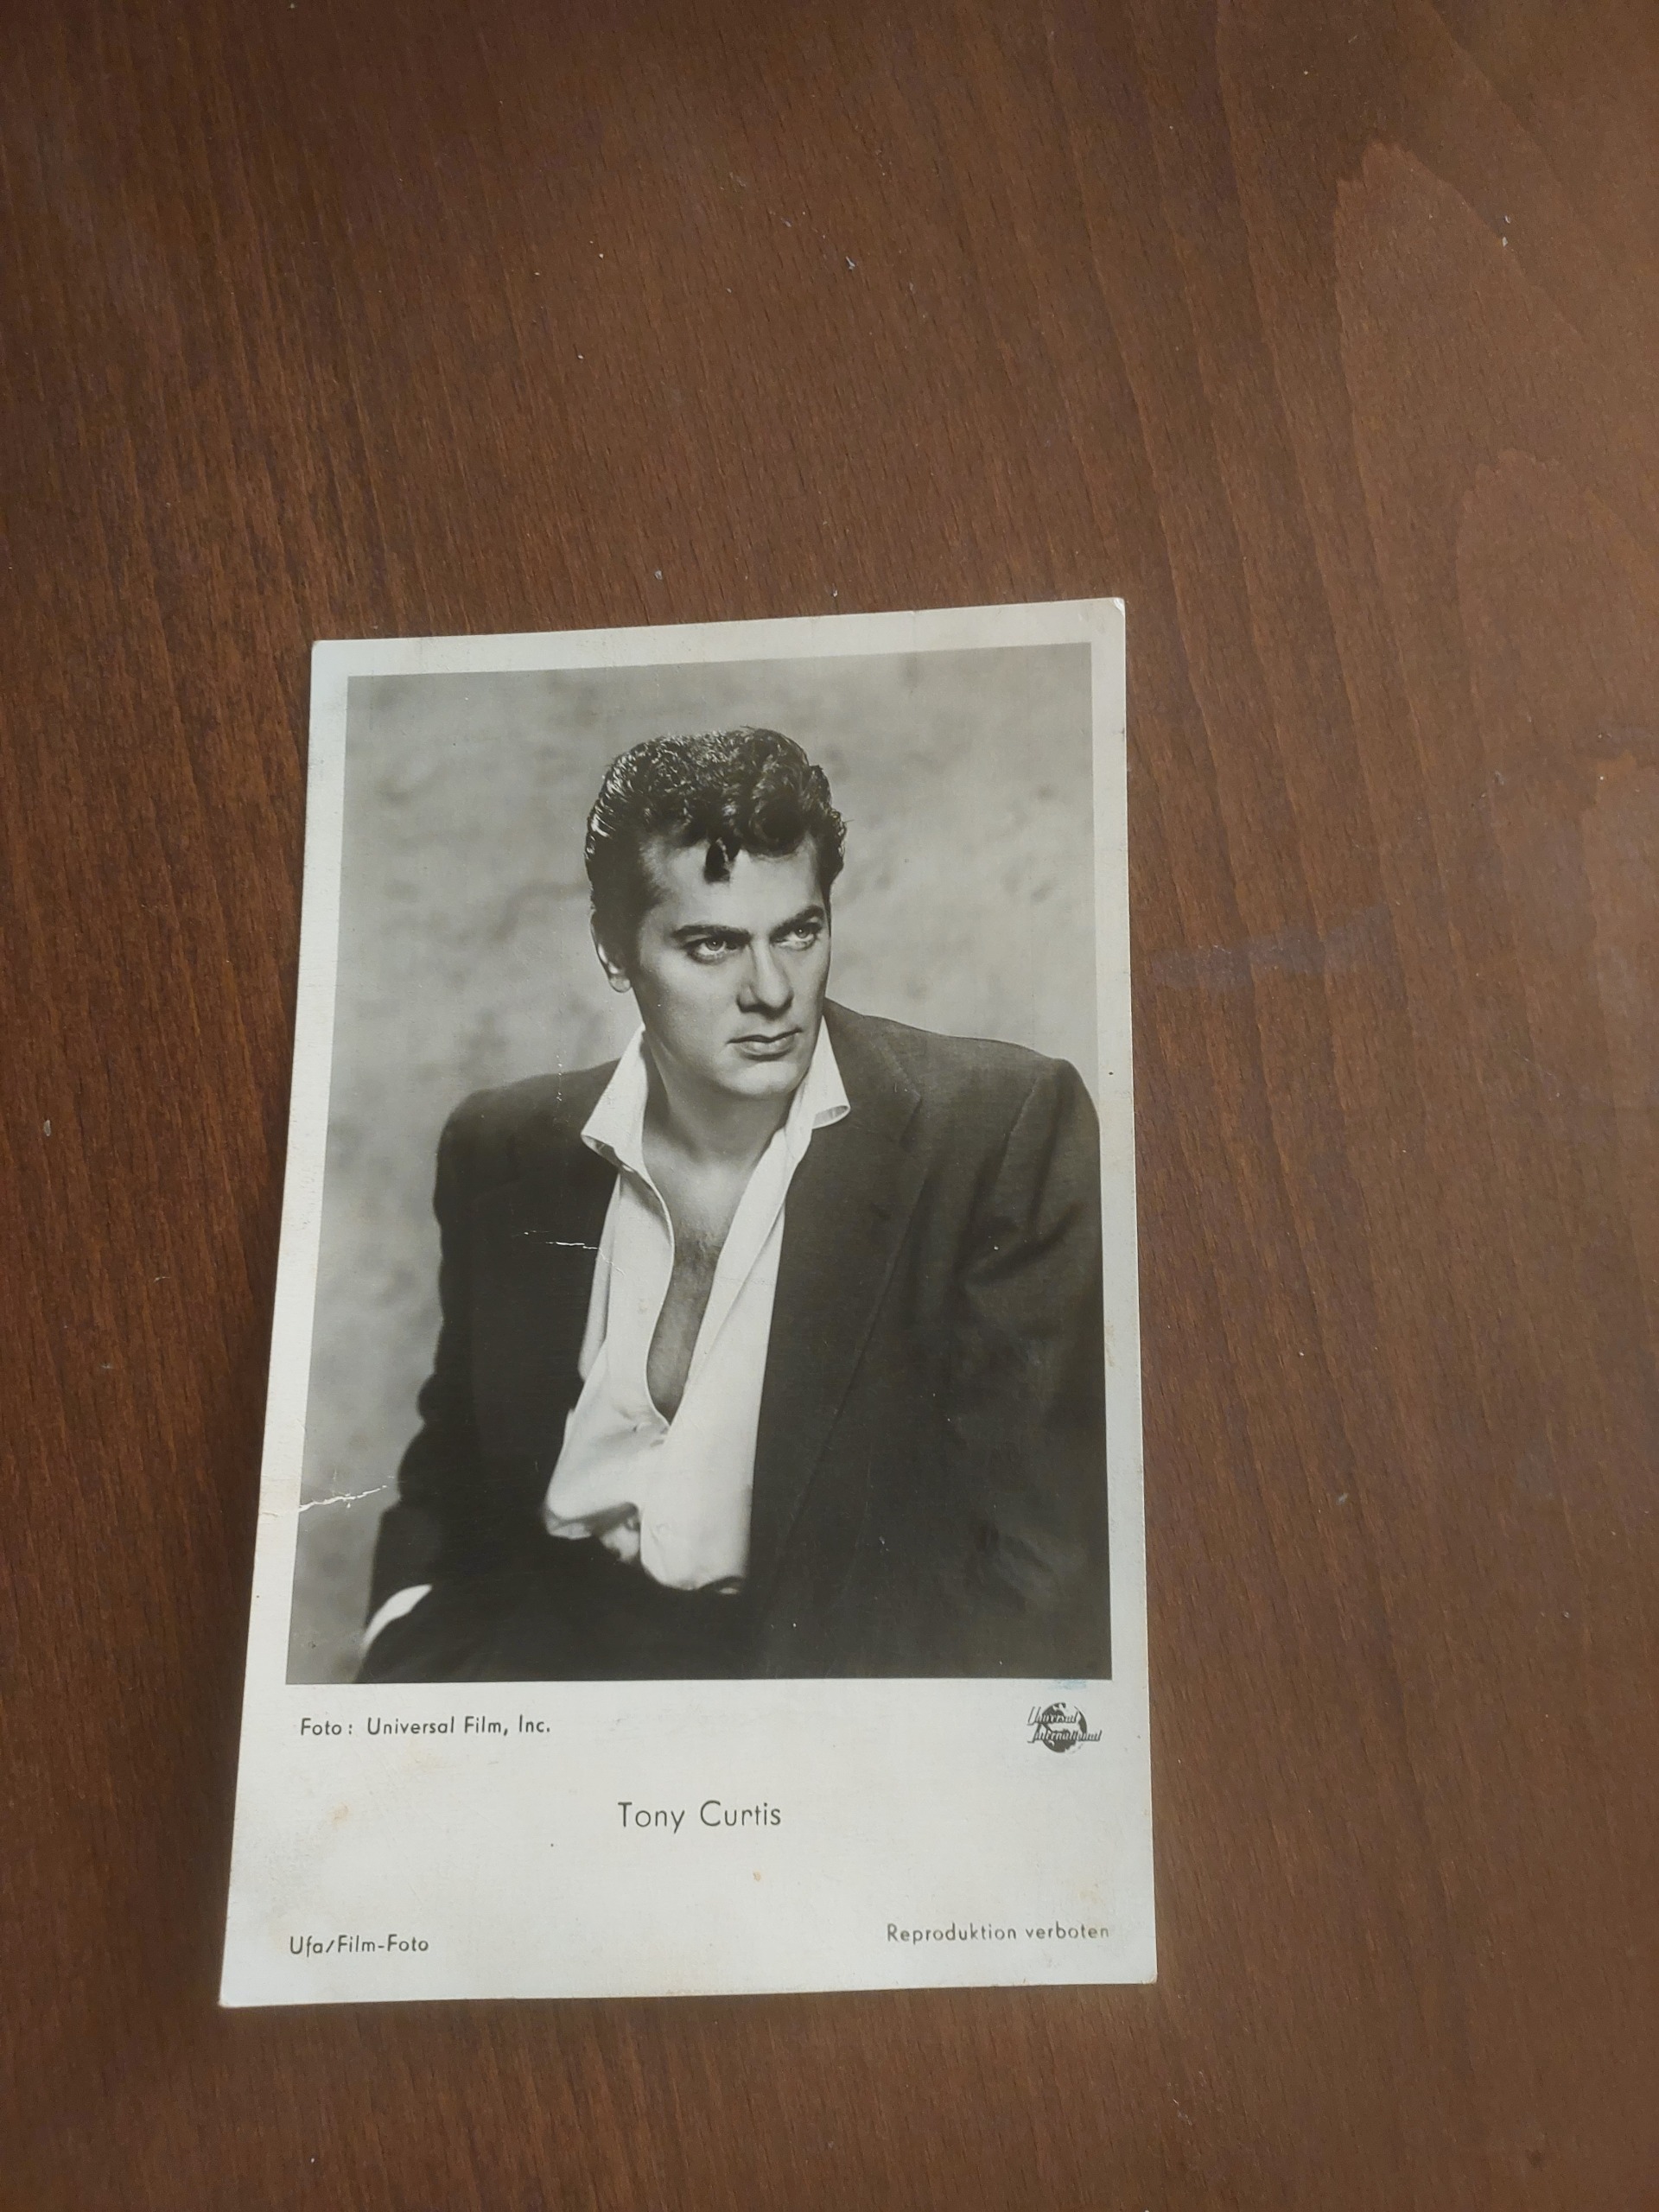 Foto: Universal Film, Inc.
Universal
International
Tony Curtis
Ufa/Film-Foto
Reproduktion verboten